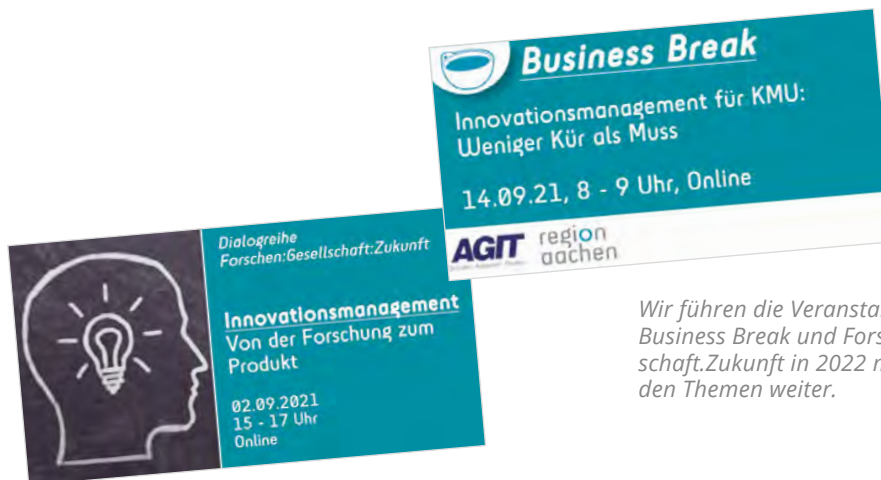 Business Break
Innovationsmanagement für KMU:
Weniger Kür als Muss
14.09.21, 8 - 9 Uhr, Online
AGIT region
aachen
Dialogreihe
Forschen:Gesellschaft:Zukunft
Innovationsmanagement
Von der Forschung zum
Produkt
02.09.2021
15 - 17 Uhr
Online
Wir führen die Veransta
Business Break und Fors
schaft.Zukunft in 2022 
den Themen weiter.